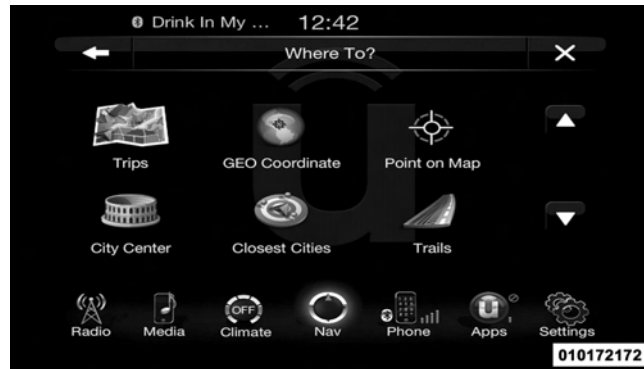 Drink In My ... 12:42
Where To?
Trips GEO Coordinate Point on Map
City Center Closest Cities Trails
OFF
Radio Media Climate Nav Phone Apps Settings
010172172